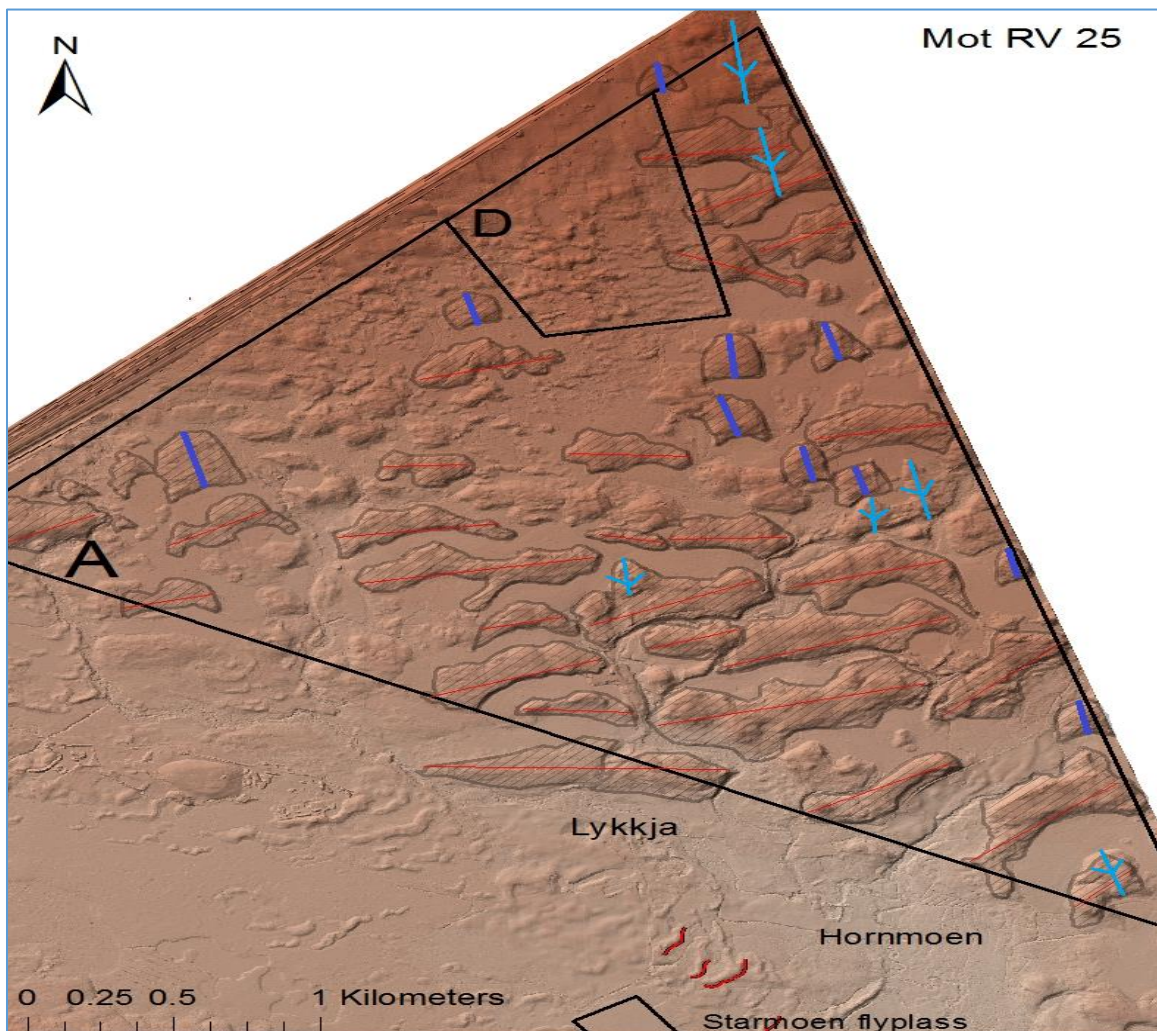 N
Mot RV 25
D
A
Lykkja
Hornmoen
0 0.25 0.5 1 Kilometers
Starmoen flyplass